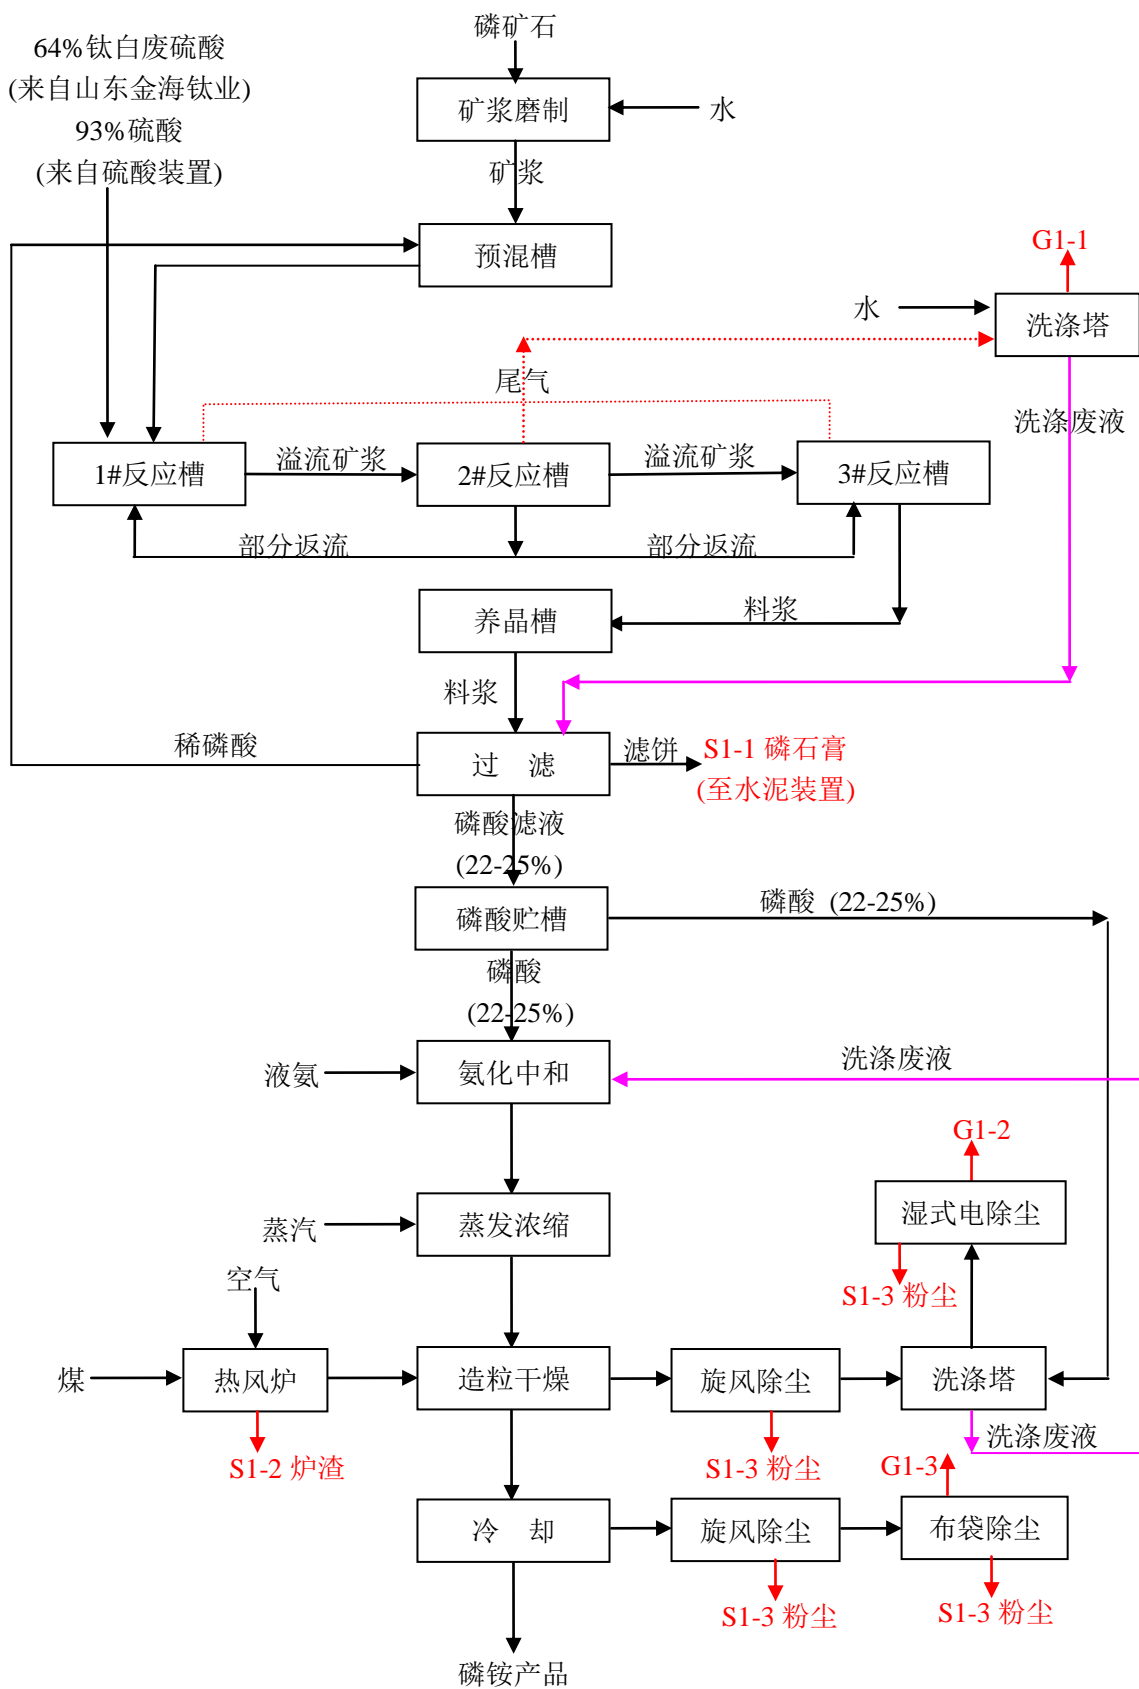 磷矿石
64%钛白废硫酸
(来自山东金海钛业)
93%硫酸
(来自硫酸装置)
矿浆磨制
水
矿浆
预混槽
G1-1
水
洗涤塔
尾气
洗涤废液
1#反应槽
溢流矿浆
2#反应槽
溢流矿浆
3#反应槽
部分返流
部分返流
养晶槽
料浆
料浆
稀磷酸
过 滤
滤饼
S1-1 磷石膏
(至水泥装置)
磷酸滤液
(22-25%)
磷酸贮槽
磷酸 (22-25%)
磷酸
(22-25%)
液氨
氨化中和
洗涤废液
G1-2
湿式电除尘
蒸汽
蒸发浓缩
空气
S1-3 粉尘
煤
热风炉
造粒干燥
旋风除尘
洗涤塔
洗涤废液
S1-2 炉渣
S1-3 粉尘
G1-3
冷 却
旋风除尘
布袋除尘
S1-3 粉尘
S1-3 粉尘
磷铵产品